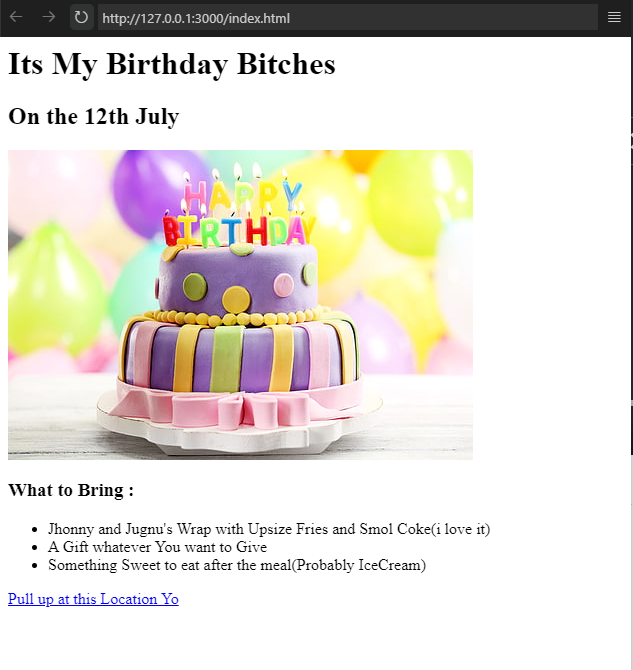 http://127.0.0.1:3000/index.html
Its My Birthday Bitches
On the 12th July
HAPPY
BIRTHDAY
What to Bring :
Jhonny and Jugnu's Wrap with Upsize Fries and Smol Coke(i love it)
A Gift whatever You want to Give
Something Sweet to eat after the meal(Probably IceCream)
Pull up at this Location Yo